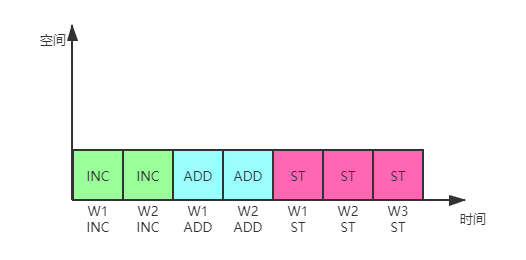 空间
INC INC ADD ADD ST ST ST
W1 W2 W1 W2 W1 W2 W3
INC INC ADD ADD ST ST ST
时间